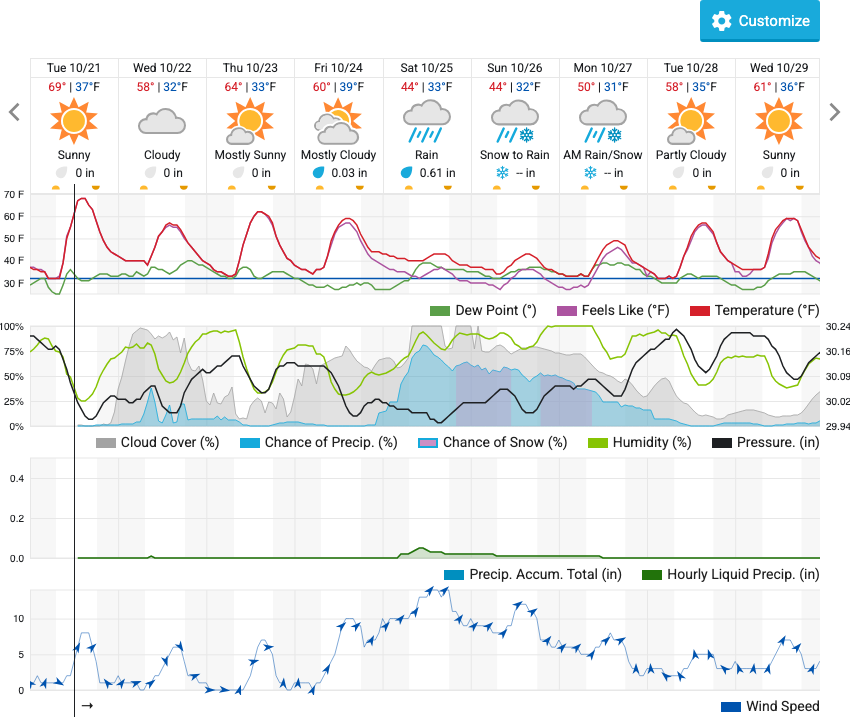 Customize
Tue 10/21 Wed 10/22 Thu 10/23 Fri 10/24 Sat 10/25 Sun 10/26 Mon 10/27 Tue 10/28 Wed 10/29
69° | 37°F 58° | 32°F 64° | 33°F 60° | 39°F 44° | 33°F 44° | 32°F 50° | 31°F 58° | 35°F 61° | 36°F
Sunny Cloudy Mostly Sunny Mostly Cloudy Rain Snow to Rain AM Rain/Snow Partly Cloudy Sunny
0 in 0 in 0 in 0.03 in 0.61 in -- in -- in 0 in 0 in
70 F
60 F
50 F
40 F
30 F
Dew Point (°) Feels Like (°F) Temperature (°F)
100% 30.24
75% 30.16
50% 30.09
25% 30.02
0% 29.94
Cloud Cover (%) Chance of Precip. (%) Chance of Snow (%) Humidity (%) Pressure. (in)
0.4
0.2
0.0
Precip. Accum. Total (in) Hourly Liquid Precip. (in)
10
5
0
Wind Speed